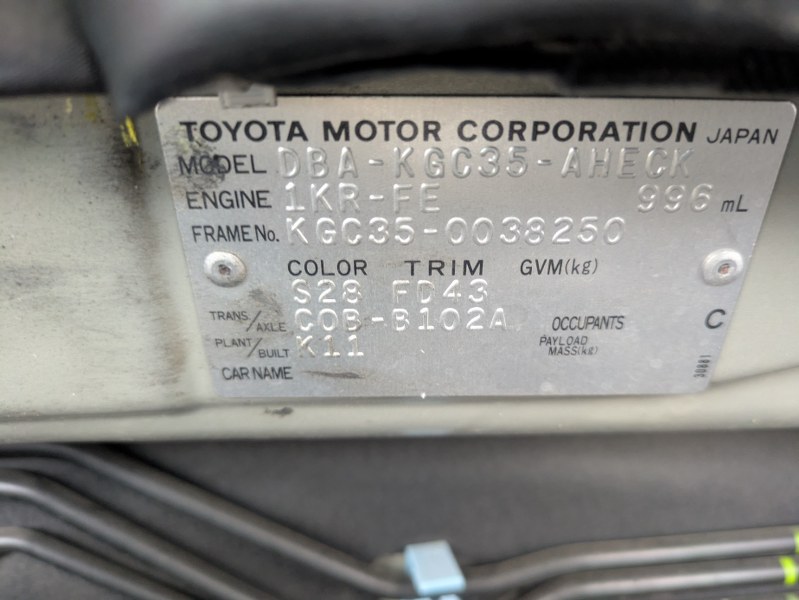 TOYOTA MOTOR CORPORATION JAPAN
MODEL DBA-KGC35-AHECK
ENGINE 1KR-FE 996 mL
FRAME No. KGC35-0038250
COLOR TRIM GVM(kg)
S28 FD43
TRANS./AXLE C0B-B102A OCCUPANTS C
PLANT/BUILT K11 PAYLOAD MASS(kg)
CAR NAME
30881